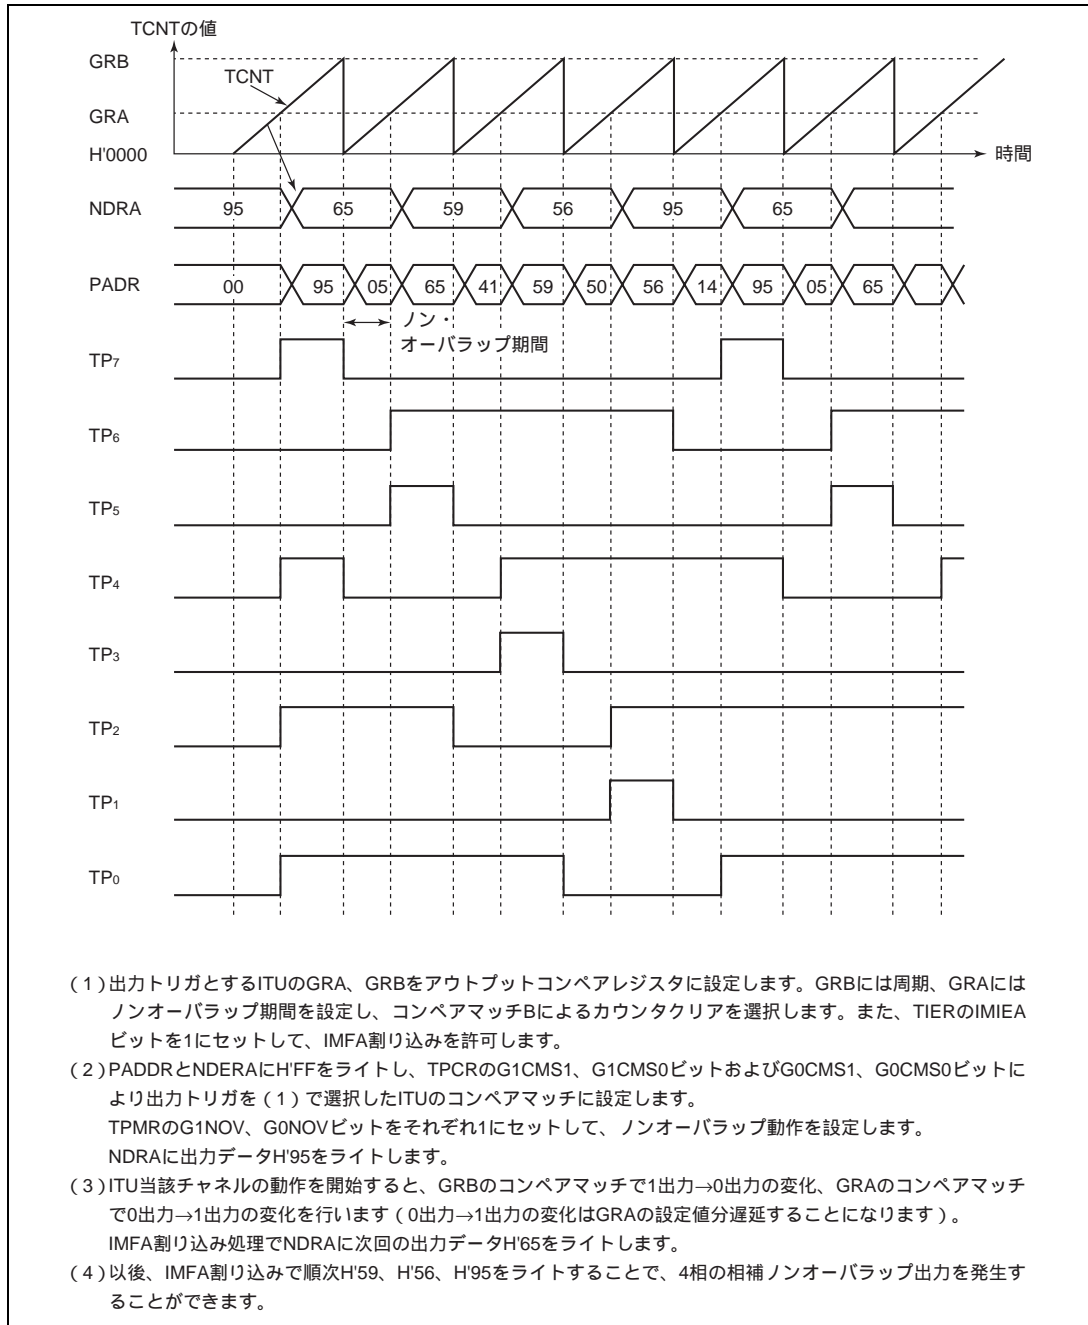 TCNTの値
GRB
TCNT
GRA
H'0000
時間
NDRA 95 65 59 56 95 65
PADR 00 95 05 65 41 59 50 56 14 95 05 65
ノン・
オーバラップ期間
TP7
TP6
TP5
TP4
TP3
TP2
TP1
TP0
(1)出力トリガとするITUのGRA、GRBをアウトプットコンペアレジスタに設定します。GRBには周期、GRAには
ノンオーバラップ期間を設定し、コンペアマッチBによるカウンタクリアを選択します。また、TIERのIMIEA
ビットを1にセットして、IMFA割り込みを許可します。
(2)PADDRとNDERAにH'FFをライトし、TPCRのG1CMS1、G1CMS0ビットおよびG0CMS1、G0CMS0ビットに
より出力トリガを(1)で選択したITUのコンペアマッチに設定します。
TPMRのG1NOV、G0NOVビットをそれぞれ1にセットして、ノンオーバラップ動作を設定します。
NDRAに出力データH'95をライトします。
(3)ITU当該チャネルの動作を開始すると、GRBのコンペアマッチで1出力→0出力の変化、GRAのコンペアマッチ
で0出力→1出力の変化を行います(0出力→1出力の変化はGRAの設定値分遅延することになります)。
IMFA割り込み処理でNDRAに次回の出力データH'65をライトします。
(4)以後、IMFA割り込みで順次H'59、H'56、H'95をライトすることで、4相の相補ノンオーバラップ出力を発生す
ることができます。